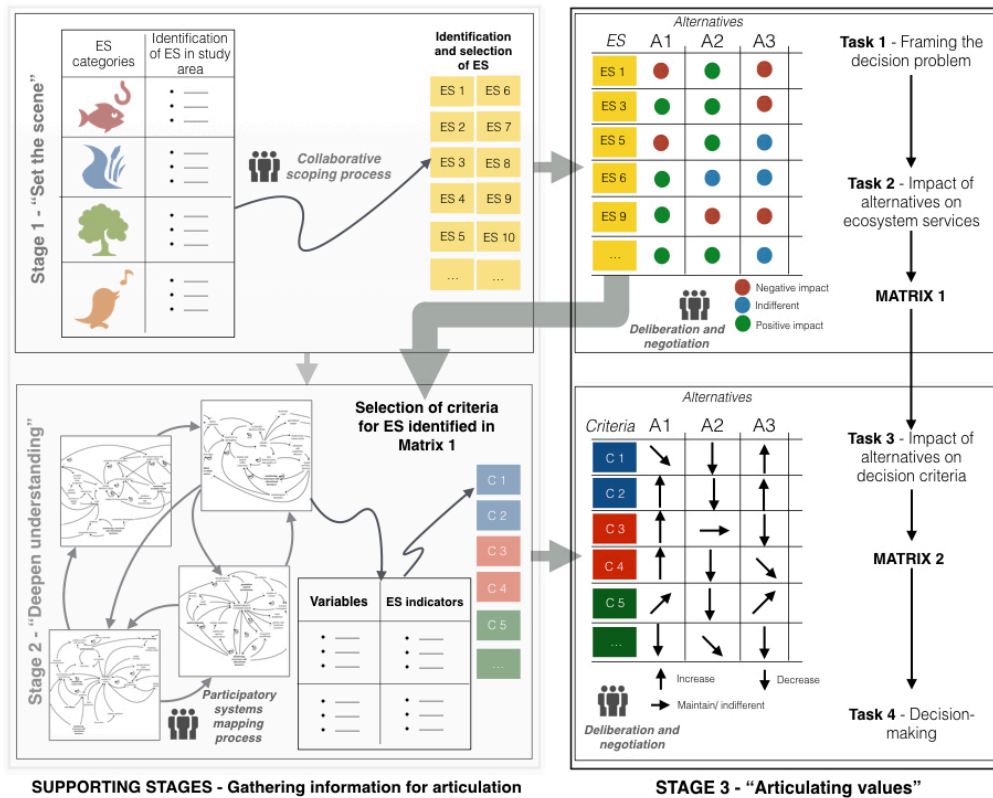 Stage 1 - “Set the scene”
ES
categories
Identification
of ES in study
area
Collaborative
scoping process
Identification
and selection
of ES
ES 1
ES 6
ES 2
ES 7
ES 3
ES 8
ES 4
ES 9
ES 5
ES 10
...
...
Alternatives
ES
A1
A2
A3
ES 1
ES 3
ES 5
ES 6
ES 9
...
Negative impact
Indifferent
Positive impact
Deliberation and
negotiation
Task 1 - Framing the
decision problem
Task 2 - Impact of
alternatives on
ecosystem services
MATRIX 1
Stage 2 - “Deepen understanding”
Selection of criteria
for ES identified in
Matrix 1
C 1
C 2
C 3
C 4
C 5
...
Variables
ES indicators
Participatory
systems
mapping
process
Alternatives
Criteria
A1
A2
A3
C 1
C 2
C 3
C 4
C 5
...
Increase
Decrease
Maintain/ indifferent
Deliberation and
negotiation
Task 3 - Impact of
alternatives on
decision criteria
MATRIX 2
Task 4 - Decision-
making
SUPPORTING STAGES - Gathering information for articulation
STAGE 3 - “Articulating values”